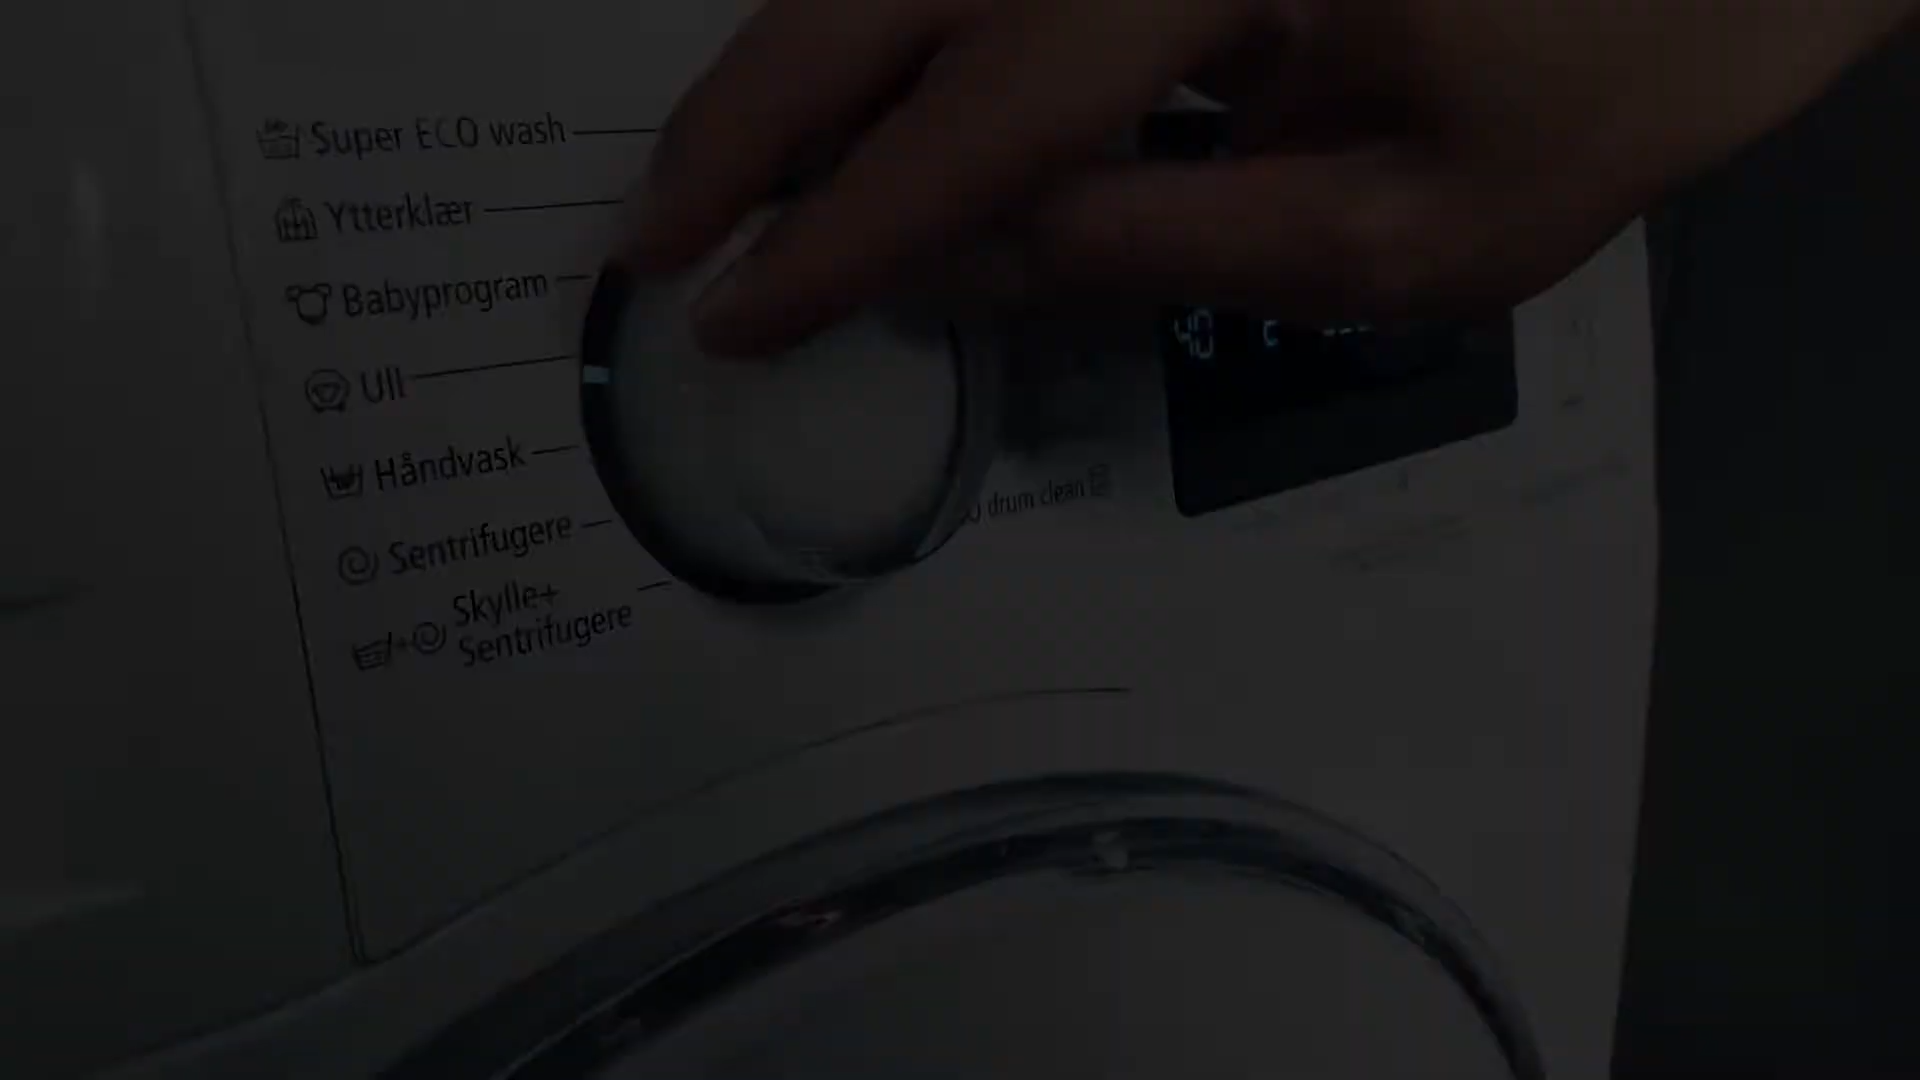 Super ECO wash
Ytterklær
Babyprogram
Ull
Håndvask
Sentrifugere
Skylle+
Sentrifugere
drum clean
40 c ---